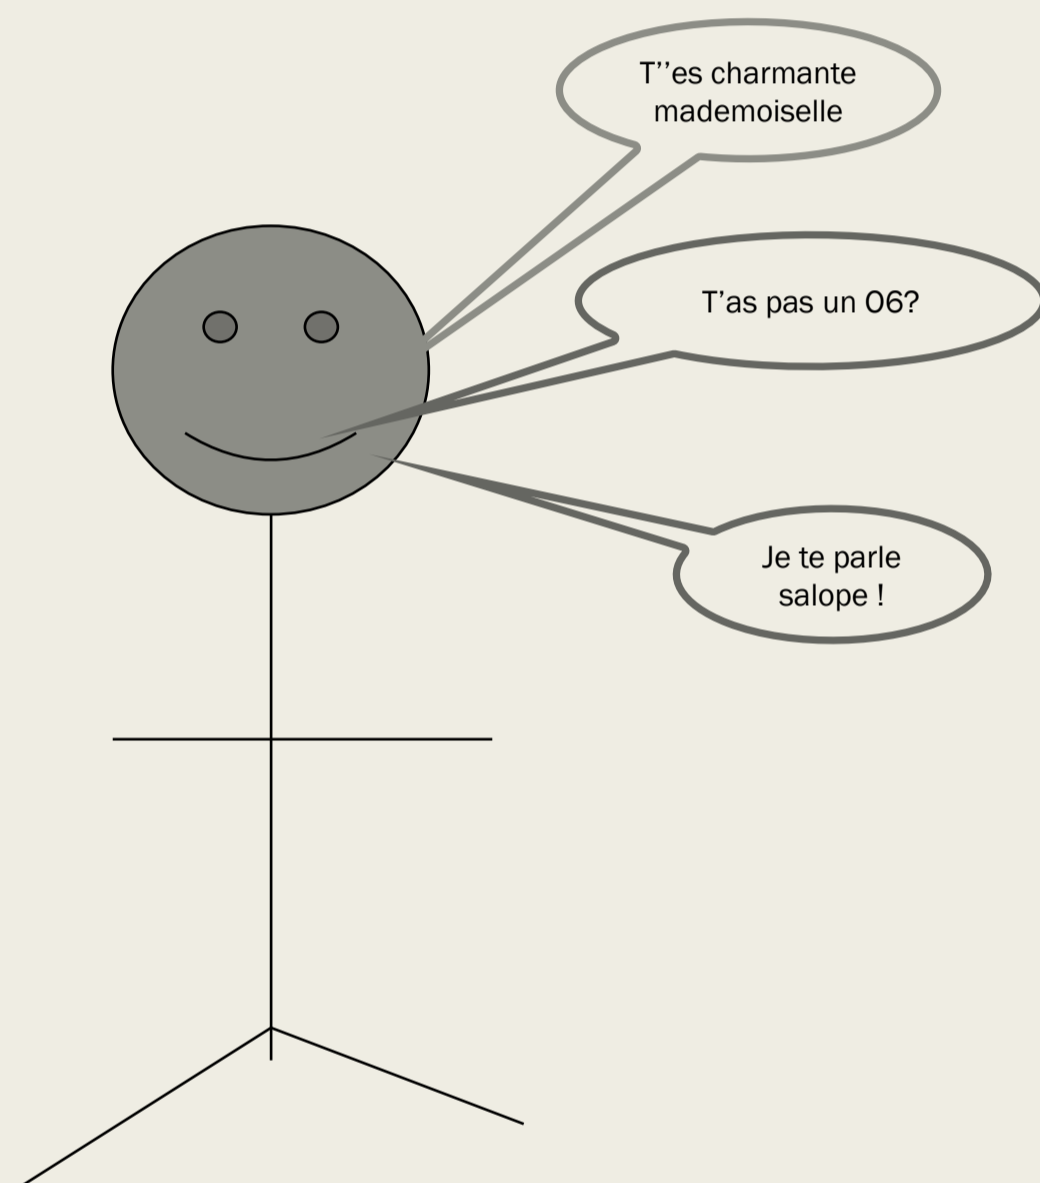 T’’es charmante
mademoiselle
T’as pas un 06?
Je te parle
salope !